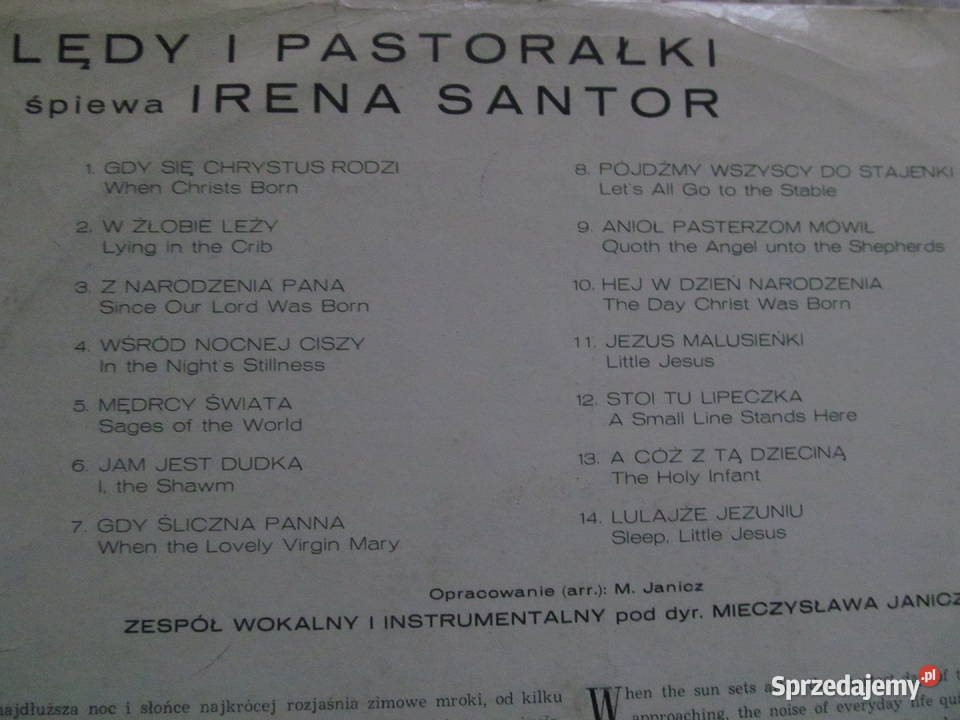 LĘDY I PASTORAŁKI
śpiewa IRENA SANTOR
1. GDY SIĘ CHRYSTUS RODZI
When Christs Born
2. W ŻŁOBIE LEŻY
Lying in the Crib
3. Z NARODZENIA PANA
Since Our Lord Was Born
4. WŚRÓD NOCNEJ CISZY
In the Night's Stillness
5. MĘDRCY ŚWIATA
Sages of the World
6. JAM JEST DUDKA
I, the Shawm
7. GDY ŚLICZNA PANNA
When the Lovely Virgin Mary
8. PÓJDŹMY WSZYSCY DO STAJENKI
Let's All Go to the Stable
9. ANIOŁ PASTERZOM MÓWIŁ
Quoth the Angel unto the Shepherds
10. HEJ W DZIEŃ NARODZENIA
The Day Christ Was Born
11. JEZUS MALUSIEŃKI
Little Jesus
12. STOI TU LIPECZKA
A Small Line Stands Here
13. A CÓŻ Z TĄ DZIECINĄ
The Holy Infant
14. LULAJŻE JEZUNIU
Sleep, Little Jesus
Opracowanie (arr.): M. Janicz
ZESPÓŁ WOKALNY I INSTRUMENTALNY pod dyr. MIECZYSŁAWA JANICZ
najdłuższa noc i słońce najkrócej rozjaśnia zimowe mroki, od kilku
When the sun sets
approaching, the noise of everyday life
Sprzedajemy.pl